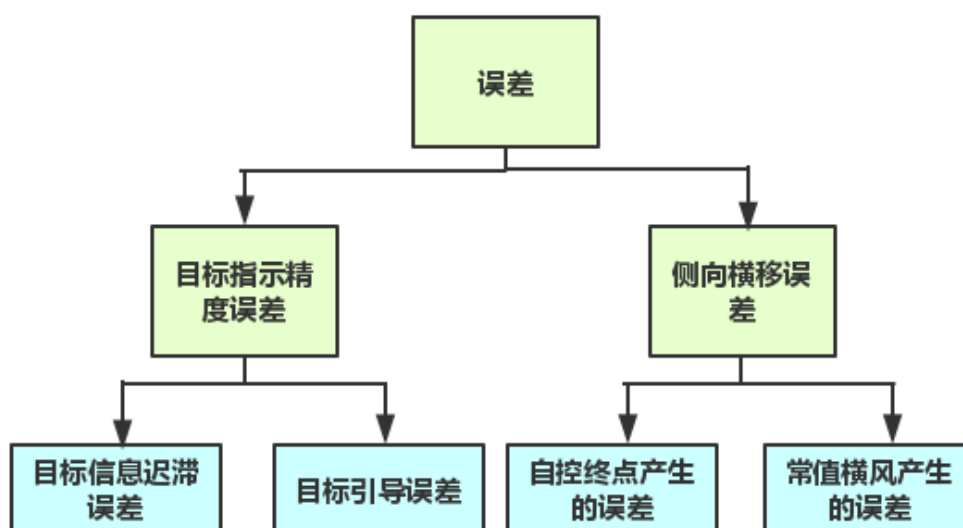 误差
目标指示精
度误差
侧向横移误
差
目标信息迟滞
误差
目标引导误差
自控终点产生
的误差
常值横风产生
的误差